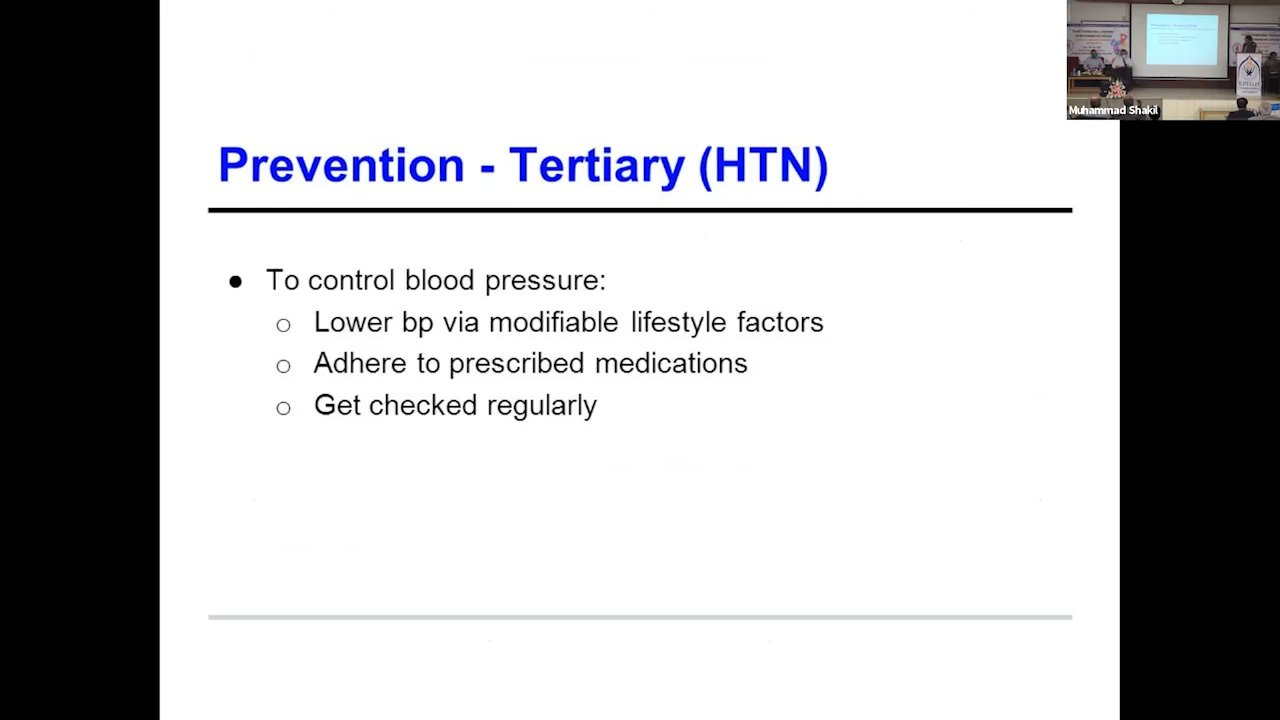 Prevention - Tertiary (HTN)
● To control blood pressure:
○ Lower bp via modifiable lifestyle factors
○ Adhere to prescribed medications
○ Get checked regularly
Muhammad Shakil